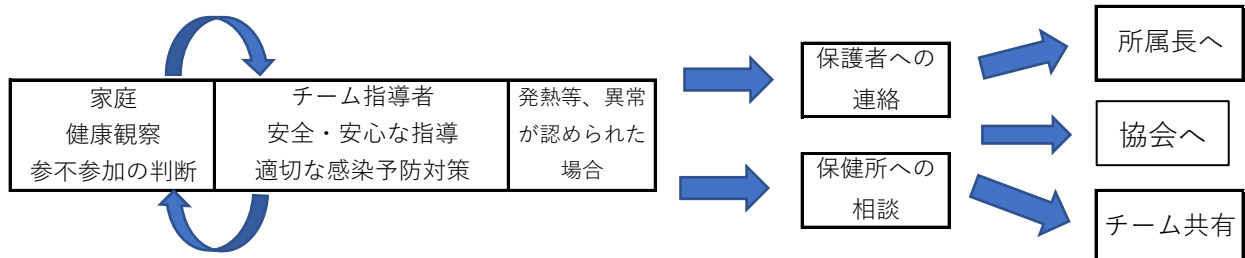 家庭
健康観察
参不参加の判断
チーム指導者
安全・安心な指導
適切な感染予防対策
発熱等、異常
が認められた
場合
保護者への
連絡
保健所への
相談
所属長へ
協会へ
チーム共有